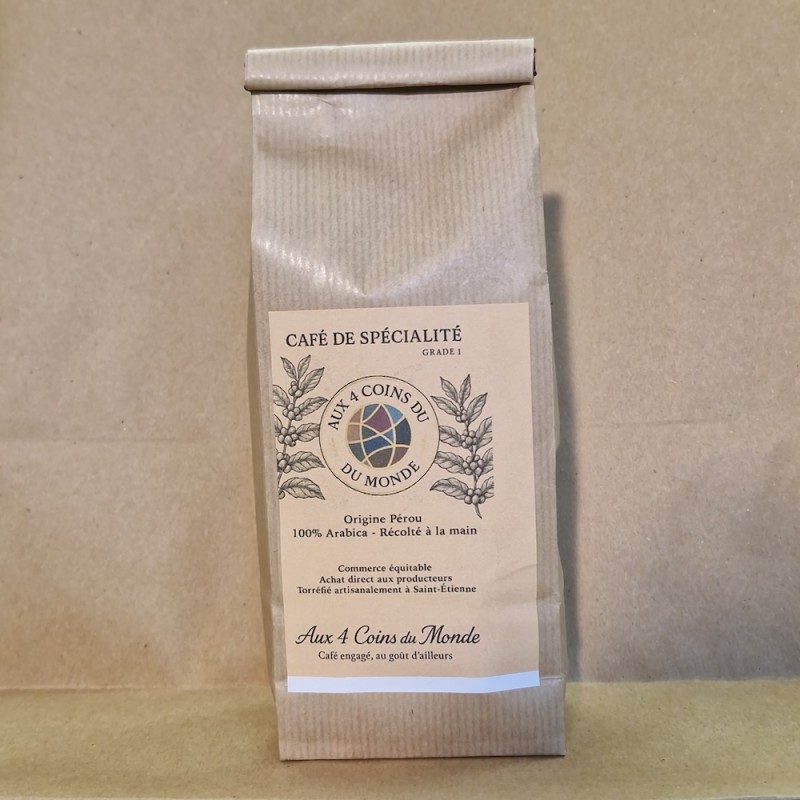 CAFÉ DE SPÉCIALITÉ
GRADE 1
AUX 4 COINS DU
DU MONDE
Origine Pérou
100% Arabica - Récolté à la main
Commerce équitable
Achat direct aux producteurs
Torréfié artisanalement à Saint-Étienne
Aux 4 Coins du Monde
Café engagé, au goût d'ailleurs